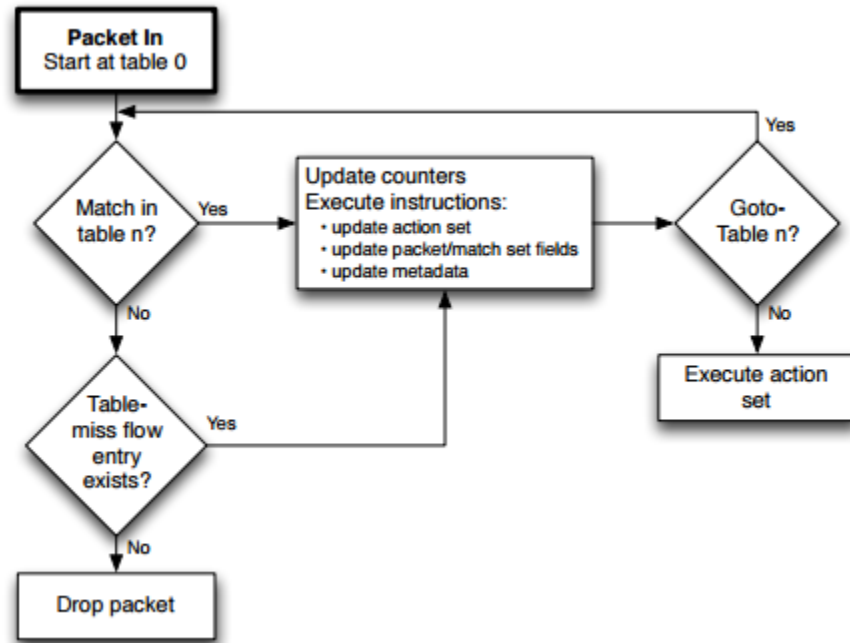 Packet In
Start at table 0
Yes
Match in
table n?
Yes
Update counters
Execute instructions:
• update action set
• update packet/match set fields
• update metadata
Goto-
Table n?
No
No
Execute action
set
Table-
miss flow
entry
exists?
Yes
No
Drop packet